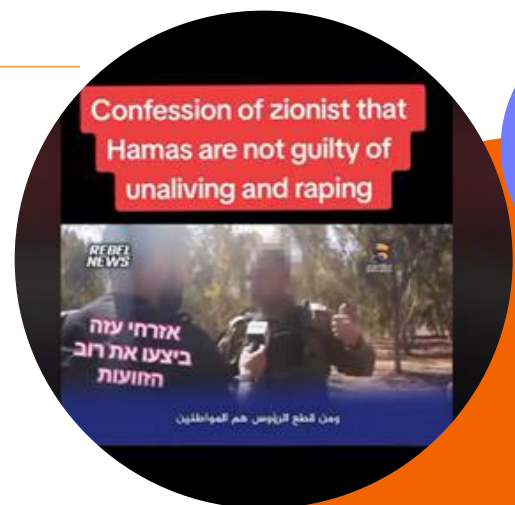 Confession of zionist that
Hamas are not guilty of
unaliving and raping
REBEL
NEWS
אזרחי עזה
ביצעו את רוב
הזוועות
ومن قطع الرؤوس هم المواطنين